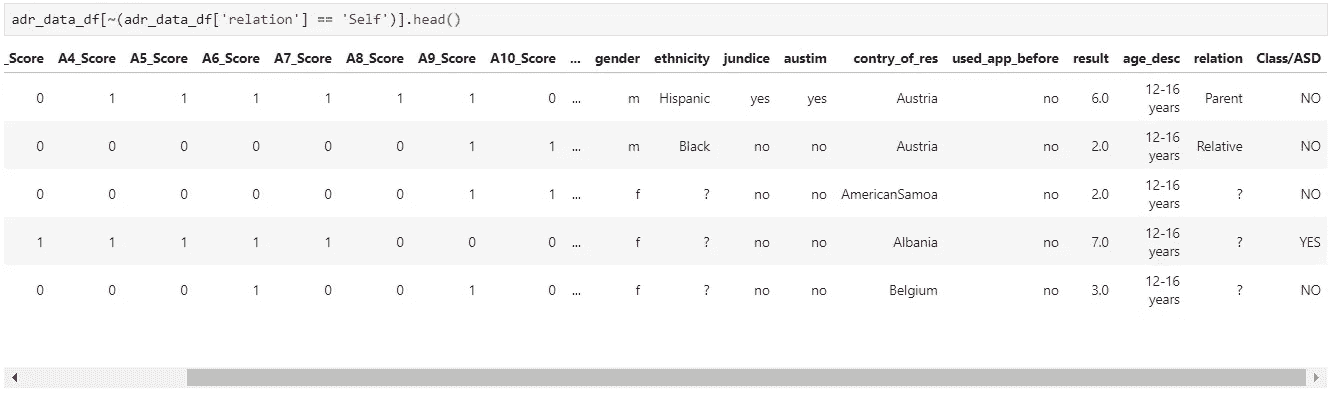 adr_data_df[~(adr_data_df['relation'] == 'Self')].head()
_Score A4_Score A5_Score A6_Score A7_Score A8_Score A9_Score A10_Score ... gender ethnicity jundice austim contry_of_res used_app_before result age_desc relation Class/ASD
0 1 1 1 1 1 1 0 ... m Hispanic yes yes Austria no 6.0 12-16 years Parent NO
0 0 0 0 0 0 1 1 ... m Black no no Austria no 2.0 12-16 years Relative NO
0 0 0 0 0 0 1 1 ... f ? no no AmericanSamoa no 2.0 12-16 years ? NO
1 1 1 1 1 0 0 0 ... f ? no no Albania no 7.0 12-16 years ? YES
0 0 0 1 0 0 1 0 ... f ? no no Belgium no 3.0 12-16 years ? NO